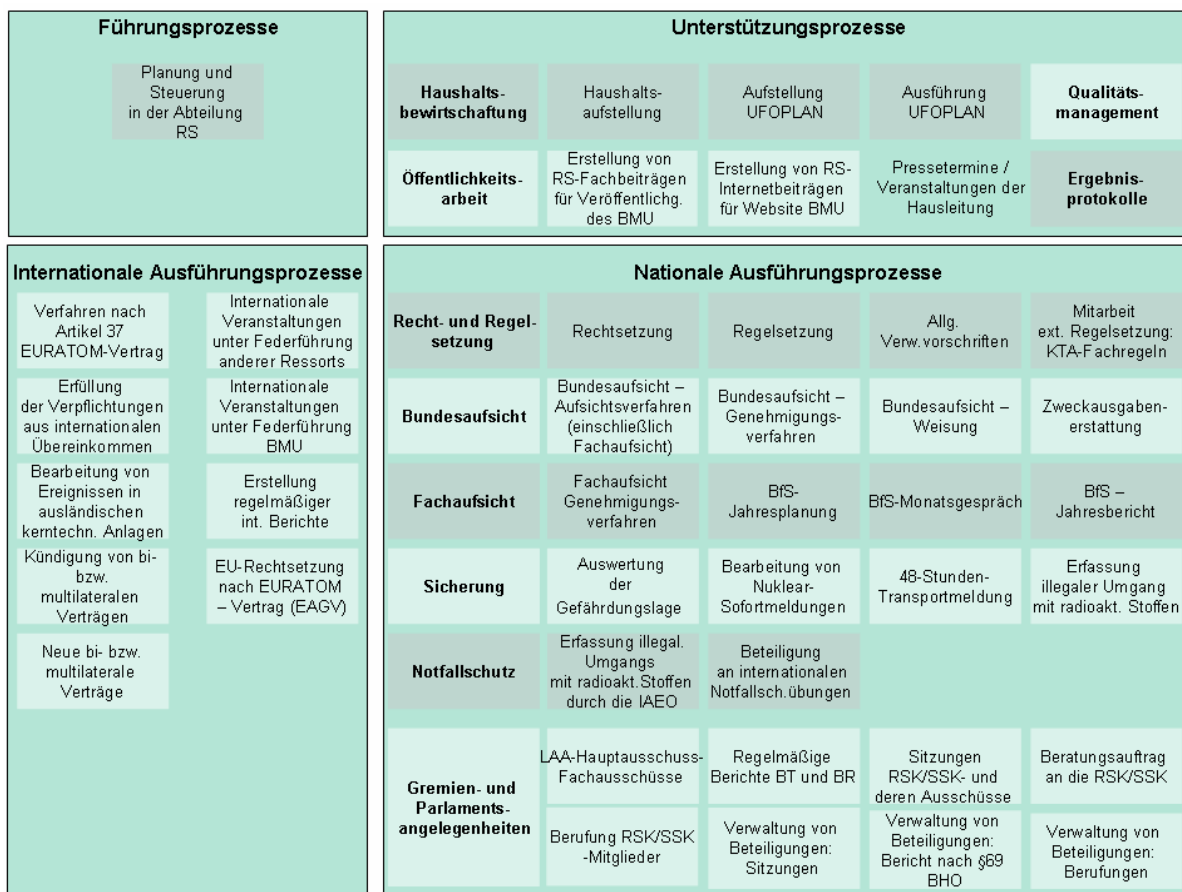 Führungsprozesse
Planung und
Steuerung
in der Abteilung
RS
Unterstützungsprozesse
Haushalts-
bewirtschaftung
Haushalts-
aufstellung
Aufstellung
UFOPLAN
Ausführung
UFOPLAN
Qualitäts-
management
Öffentlichkeits-
arbeit
Erstellung von
RS-Fachbeiträgen
für Veröffentlichg.
des BMU
Erstellung von RS-
Internetbeiträgen
für Website BMU
Pressetermine /
Veranstaltungen der
Hausleitung
Ergebnis-
protokolle
Internationale Ausführungsprozesse
Verfahren nach
Artikel 37
EURATOM-Vertrag
Internationale
Veranstaltungen
unter Federführung
anderer Ressorts
Erfüllung
der Verpflichtungen
aus internationalen
Übereinkommen
Internationale
Veranstaltungen
unter Federführung
BMU
Bearbeitung von
Ereignissen in
ausländischen
kerntechn. Anlagen
Erstellung
regelmäßiger
int. Berichte
Kündigung von bi-
bzw.
multilateralen
Verträgen
EU-Rechtsetzung
nach EURATOM
– Vertrag (EAGV)
Neue bi- bzw.
multilaterale
Verträge
Nationale Ausführungsprozesse
Recht- und Regel-
setzung
Rechtsetzung
Regelsetzung
Allg.
Verw.vorschriften
Mitarbeit
ext. Regelsetzung:
KTA-Fachregeln
Bundesaufsicht
Bundesaufsicht –
Aufsichtsverfahren
(einschließlich
Fachaufsicht)
Bundesaufsicht –
Genehmigungs-
verfahren
Bundesaufsicht –
Weisung
Zweckausgaben-
erstattung
Fachaufsicht
Fachaufsicht
Genehmigungs-
verfahren
BfS-
Jahresplanung
BfS-Monatsgespräch
BfS –
Jahresbericht
Sicherung
Auswertung
der
Gefährdungslage
Bearbeitung von
Nuklear-
Sofortmeldungen
48-Stunden-
Transportmeldung
Erfassung
illegaler Umgang
mit radioakt. Stoffen
Notfallschutz
Erfassung illegal.
Umgangs
mit radioakt.Stoffen
durch die IAEO
Beteiligung
an internationalen
Notfallsch.übungen
Gremien- und
Parlaments-
angelegenheiten
LAA-Hauptausschuss-
Fachausschüsse
Regelmäßige
Berichte BT und BR
Sitzungen
RSK/SSK- und
deren Ausschüsse
Beratungsauftrag
an die RSK/SSK
Berufung RSK/SSK
-Mitglieder
Verwaltung von
Beteiligungen:
Sitzungen
Verwaltung von
Beteiligungen:
Bericht nach §69
BHO
Verwaltung von
Beteiligungen:
Berufungen